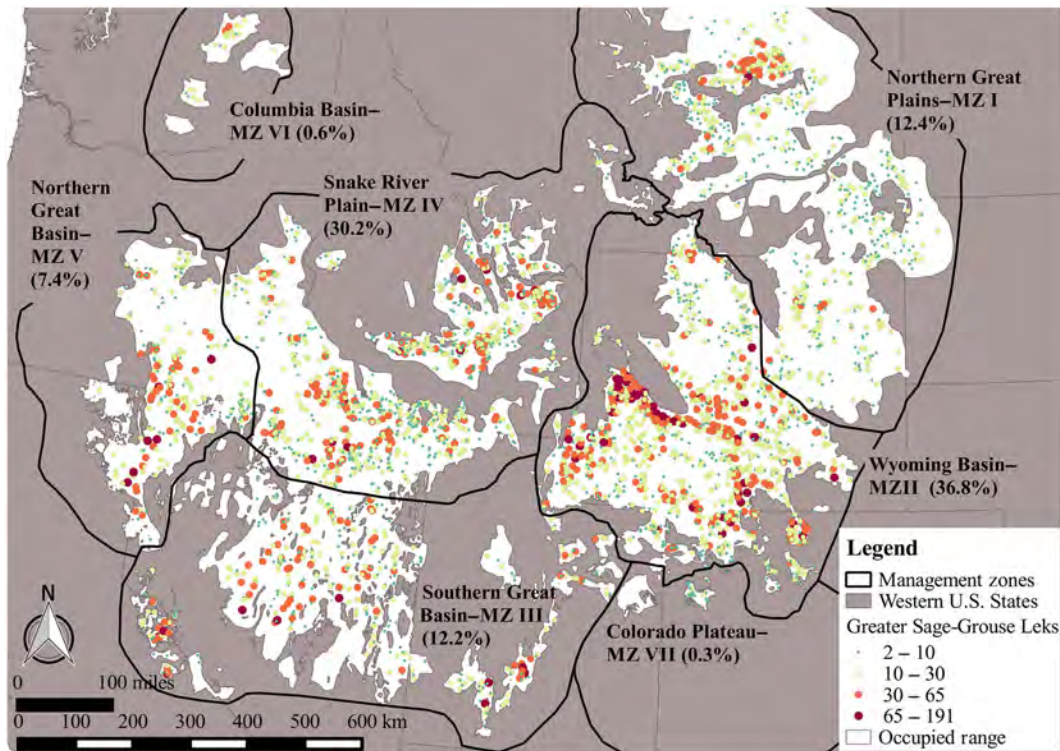 Columbia Basin–
MZ VI (0.6%)
Northern Great
Plains–MZ I
(12.4%)
Northern
Great
Basin–
MZ V
(7.4%)
Snake River
Plain–MZ IV
(30.2%)
Wyoming Basin–
MZII (36.8%)
Southern Great
Basin–MZ III
(12.2%)
Colorado Plateau–
MZ VII (0.3%)
N
0 100 miles
0 100 200 300 400 600 km
Legend
Management zones
Western U.S. States
Greater Sage-Grouse Leks
2 – 10
10 – 30
30 – 65
65 – 191
Occupied range